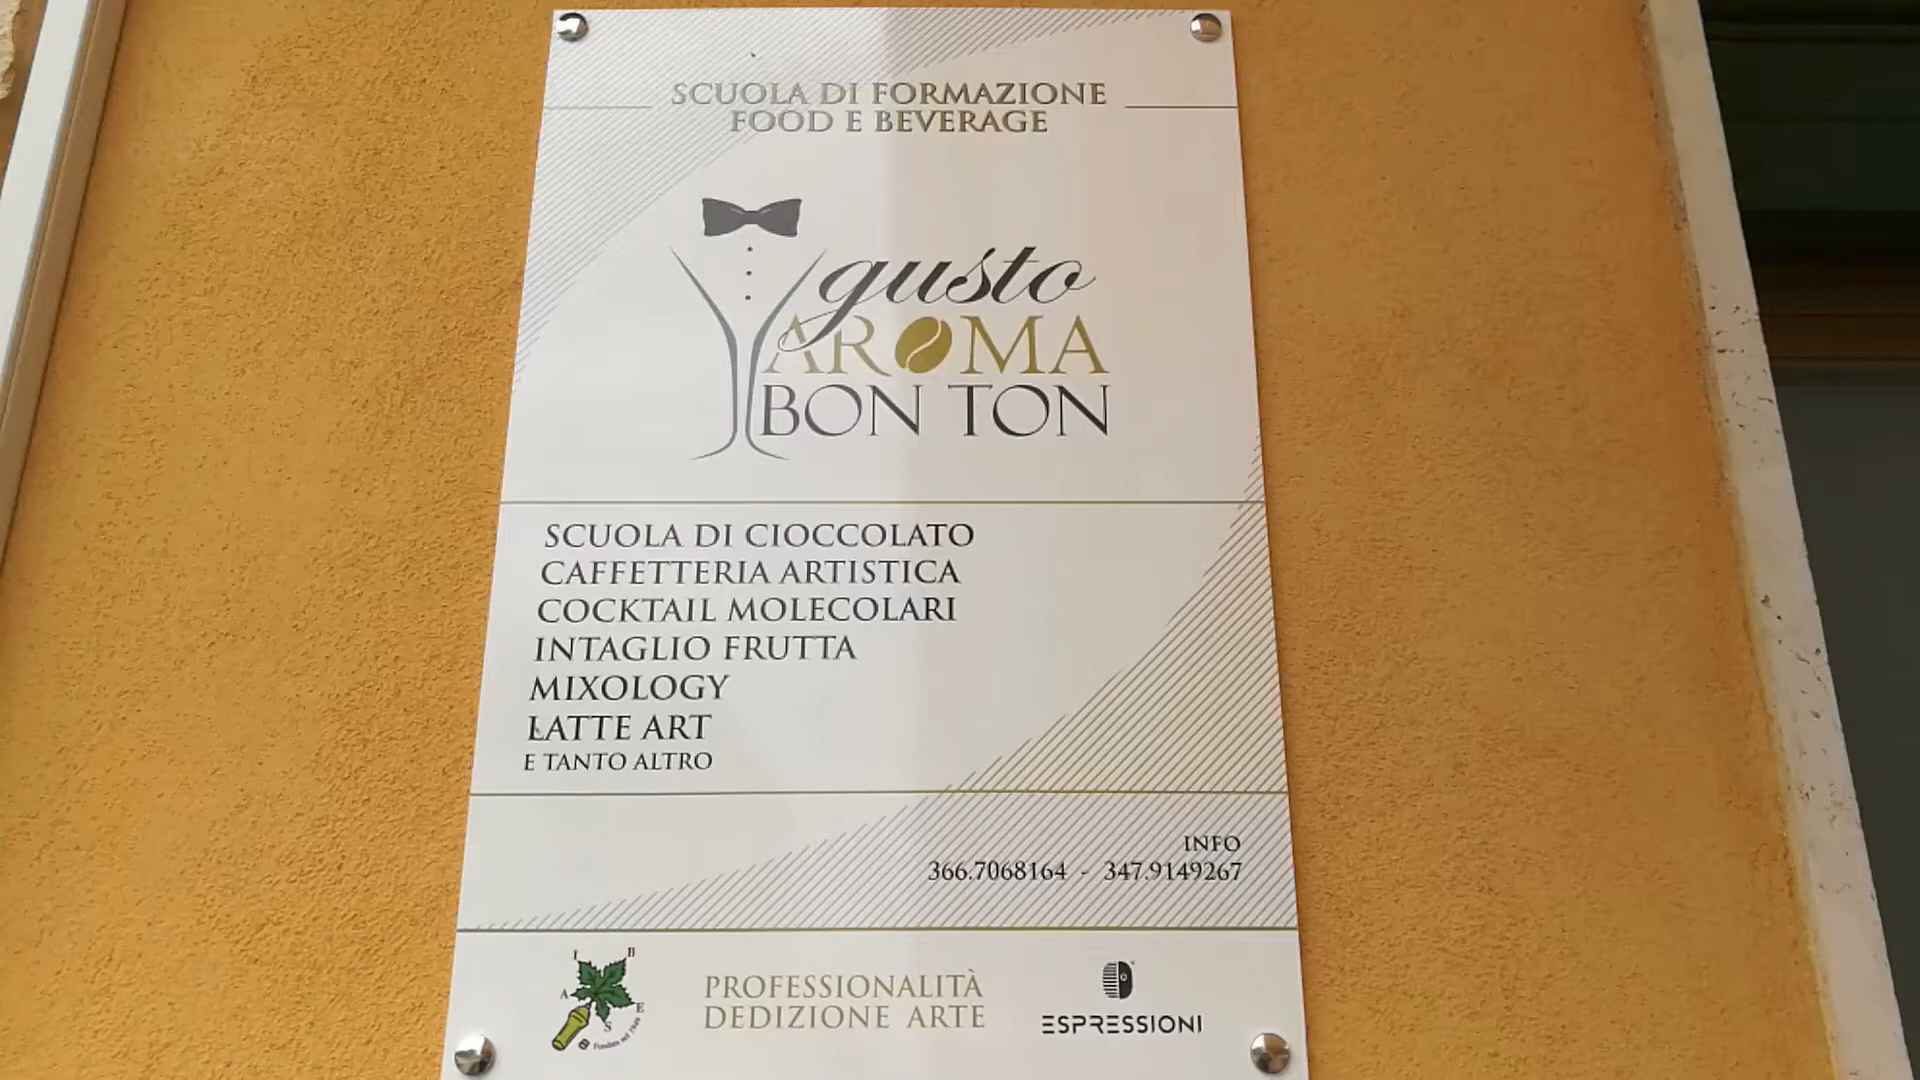 SCUOLA DI FORMAZIONE
FOOD E BEVERAGE
gusto
AROMA
BON TON
SCUOLA DI CIOCCOLATO
CAFFETTERIA ARTISTICA
COCKTAIL MOLECOLARI
INTAGLIO FRUTTA
MIXOLOGY
LATTE ART
E TANTO ALTRO
INFO
366.7068164 - 347.9149267
A I B E S
PROFESSIONALITÀ
DEDIZIONE ARTE
ESPRESSIONI